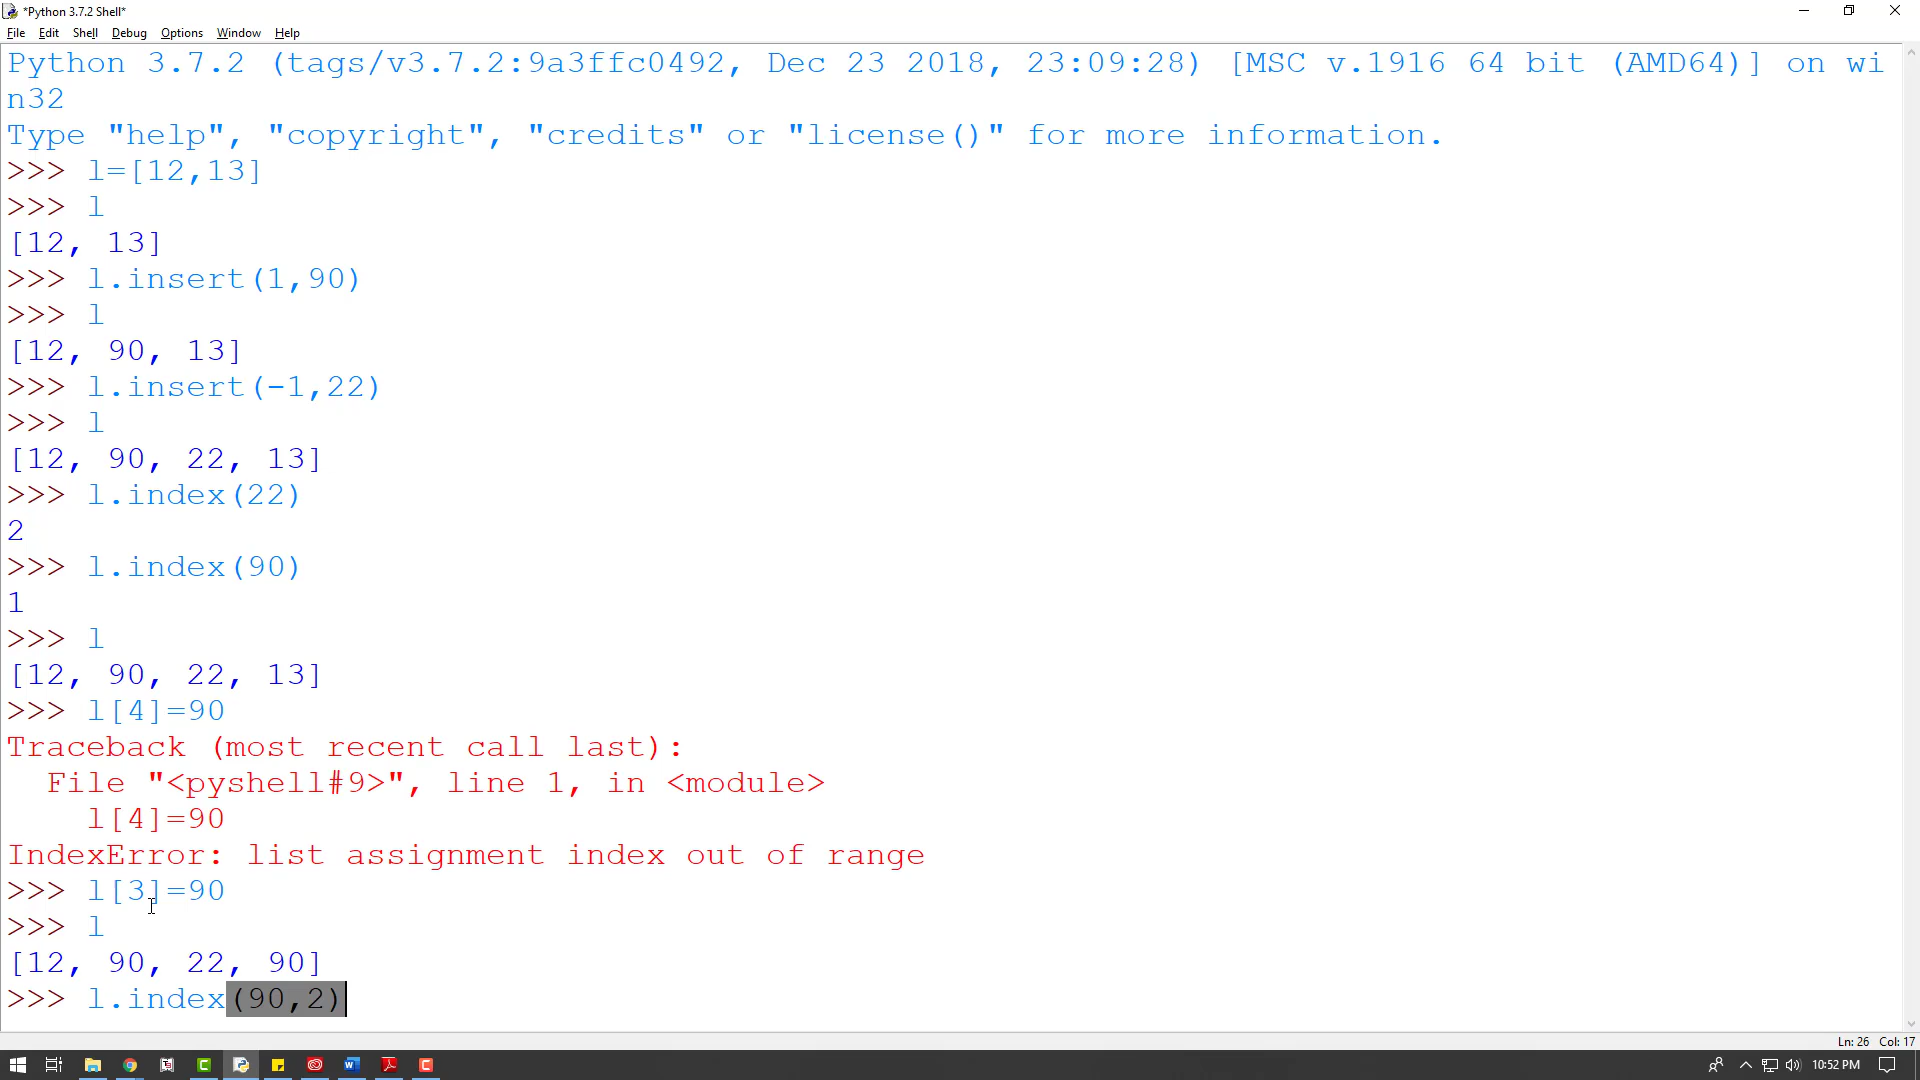 *Python 3.7.2 Shell*
File Edit Shell Debug Options Window Help
Python 3.7.2 (tags/v3.7.2:9a3ffc0492, Dec 23 2018, 23:09:28) [MSC v.1916 64 bit (AMD64)] on wi
n32
Type "help", "copyright", "credits" or "license()" for more information.
>>> l=[12,13]
>>> l
[12, 13]
>>> l.insert(1,90)
>>> l
[12, 90, 13]
>>> l.insert(-1,22)
>>> l
[12, 90, 22, 13]
>>> l.index(22)
2
>>> l.index(90)
1
>>> l
[12, 90, 22, 13]
>>> l[4]=90
Traceback (most recent call last):
  File "<pyshell#9>", line 1, in <module>
    l[4]=90
IndexError: list assignment index out of range
>>> l[3]=90
>>> l
[12, 90, 22, 90]
>>> l.index(90,2)
Ln: 26 Col: 17
10:52 PM